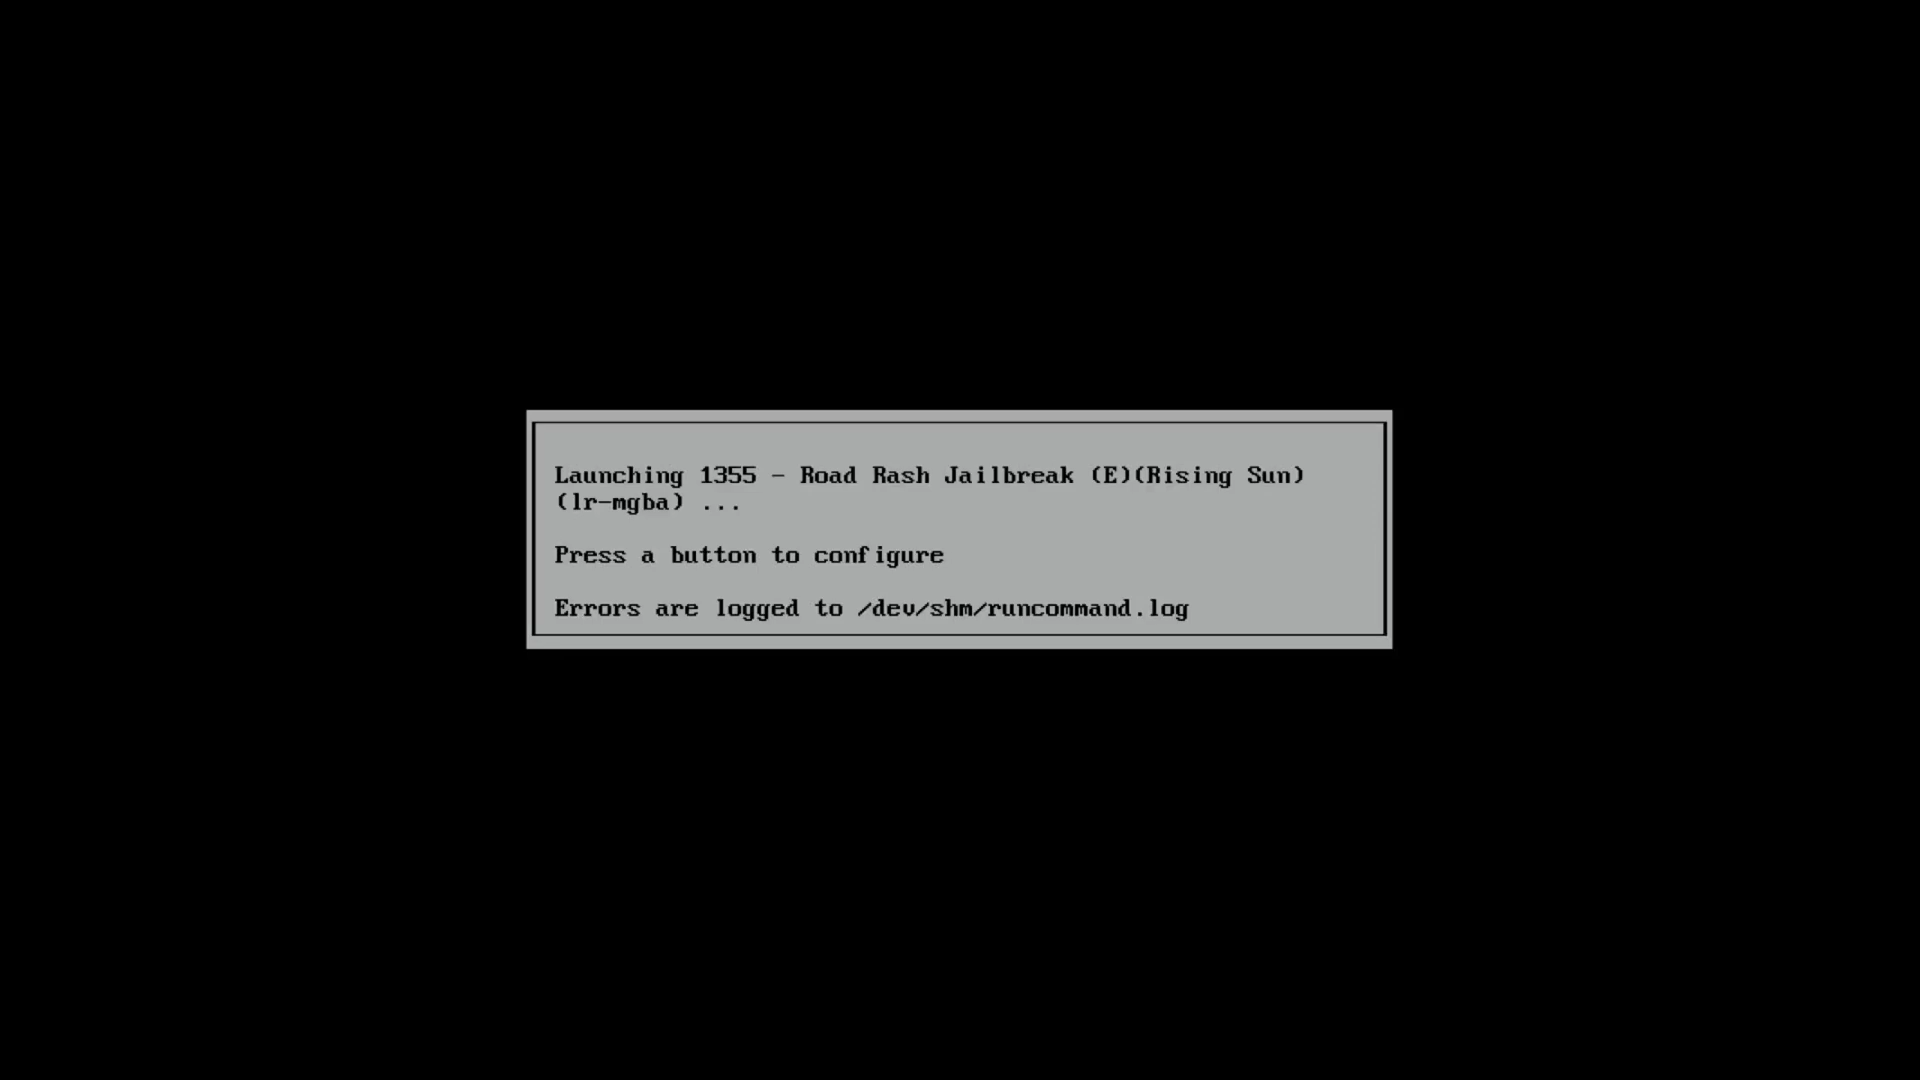 Launching 1355 - Road Rash Jailbreak (E)(Rising Sun)
(lr-mgba) ...
Press a button to configure
Errors are logged to /dev/shm/runcommand.log